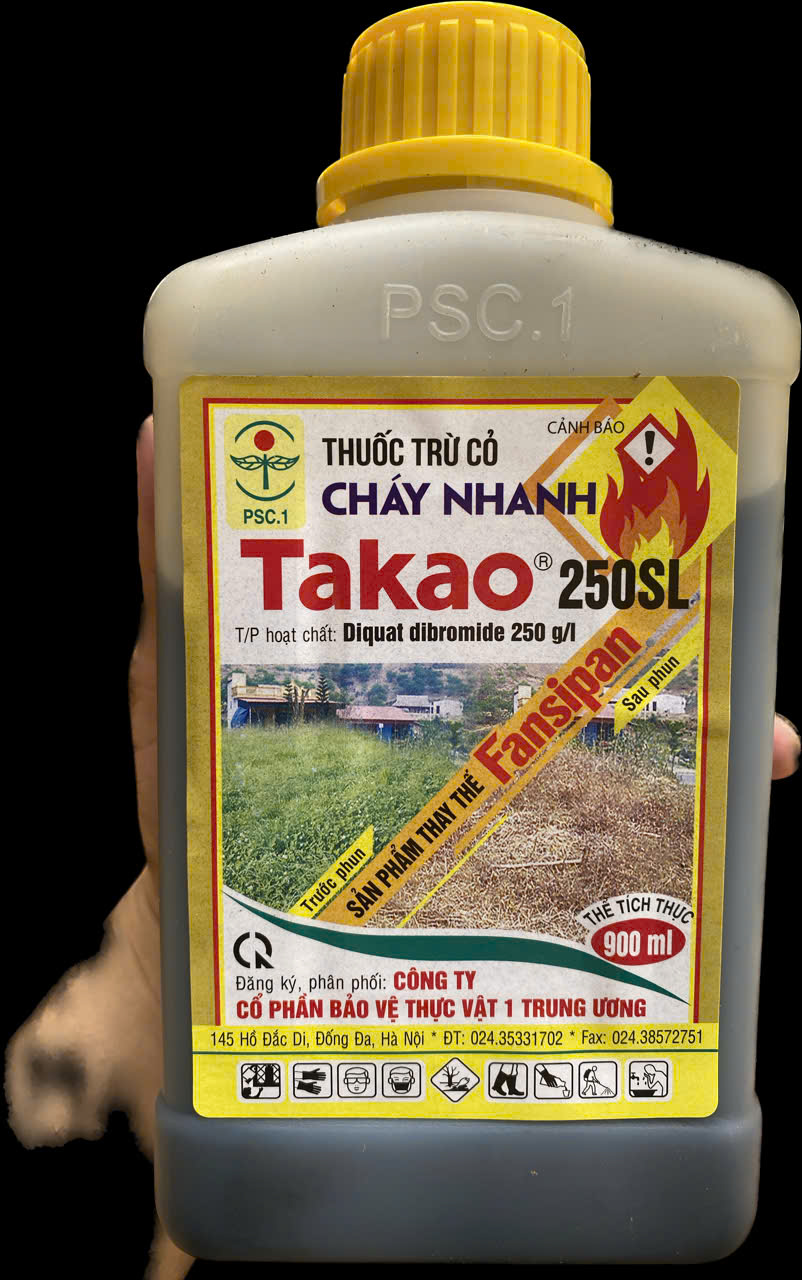 PSC.1
CẢNH BÁO
!
PSC.1
THUỐC TRỪ CỎ
CHÁY NHANH
Takao® 250SL
T/P hoạt chất: Diquat dibromide 250 g/l
SẢN PHẨM THAY THẾ Fansipan
Trước phun
Sau phun
THỂ TÍCH THỰC
900 ml
Đăng ký, phân phối: CÔNG TY
CỔ PHẦN BẢO VỆ THỰC VẬT 1 TRUNG ƯƠNG
145 Hồ Đắc Di, Đống Đa, Hà Nội * ĐT: 024.35331702 * Fax: 024.38572751